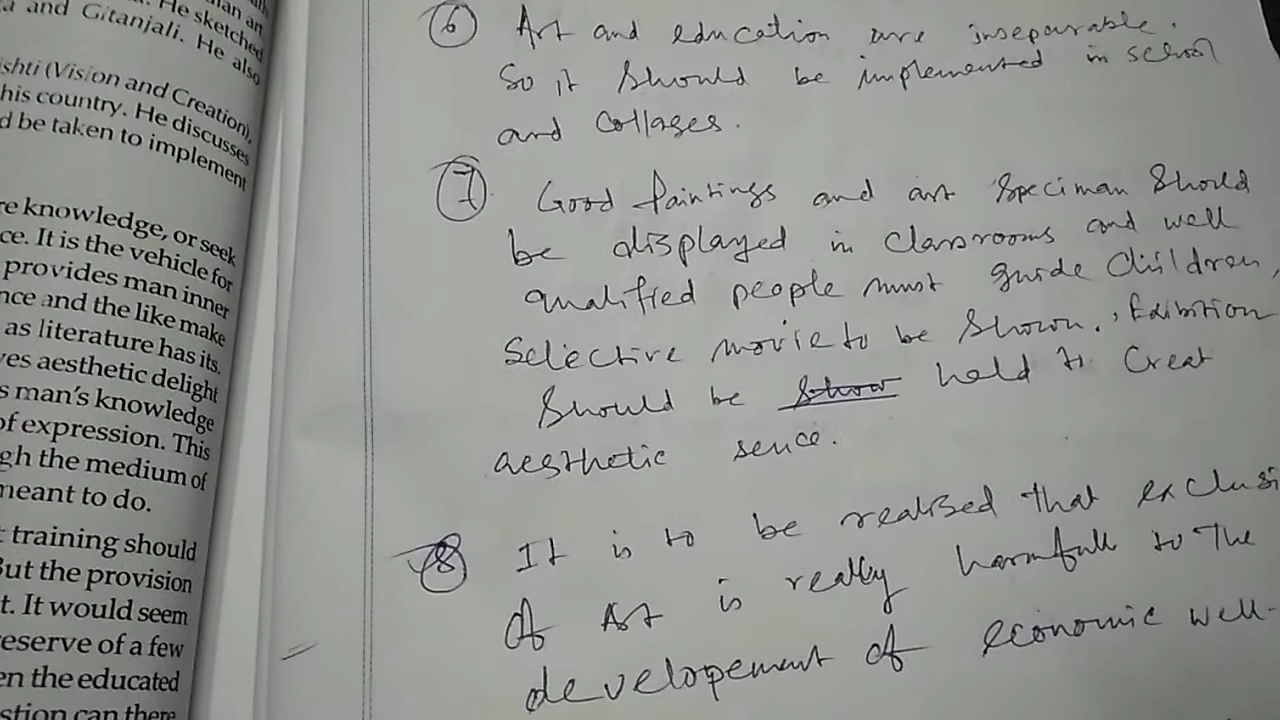 an art
He sketched
a and Gitanjali. He also
ishti (Vision and Creation),
his country. He discusses
d be taken to implement
re knowledge, or seek
ce. It is the vehicle for
provides man inner
nce and the like make
as literature has its.
ves aesthetic delight
s man's knowledge
of expression. This
gh the medium of
meant to do.
t training should
But the provision
t. It would seem
reserve of a few
en the educated
stion can there
6 Art and education are inseparable.
So it should be implemented in school
and Collages.
7 Good Paintings and art Speciman Should
be displayed in Classrooms and well
qualified people must guide Children,
Selective movie to be Shown., Exibition
Should be Show held to Creat
aesthetic sence.
8 It is to be realised that exclusi
Of Art is really harmfull to The
developement of economic well-